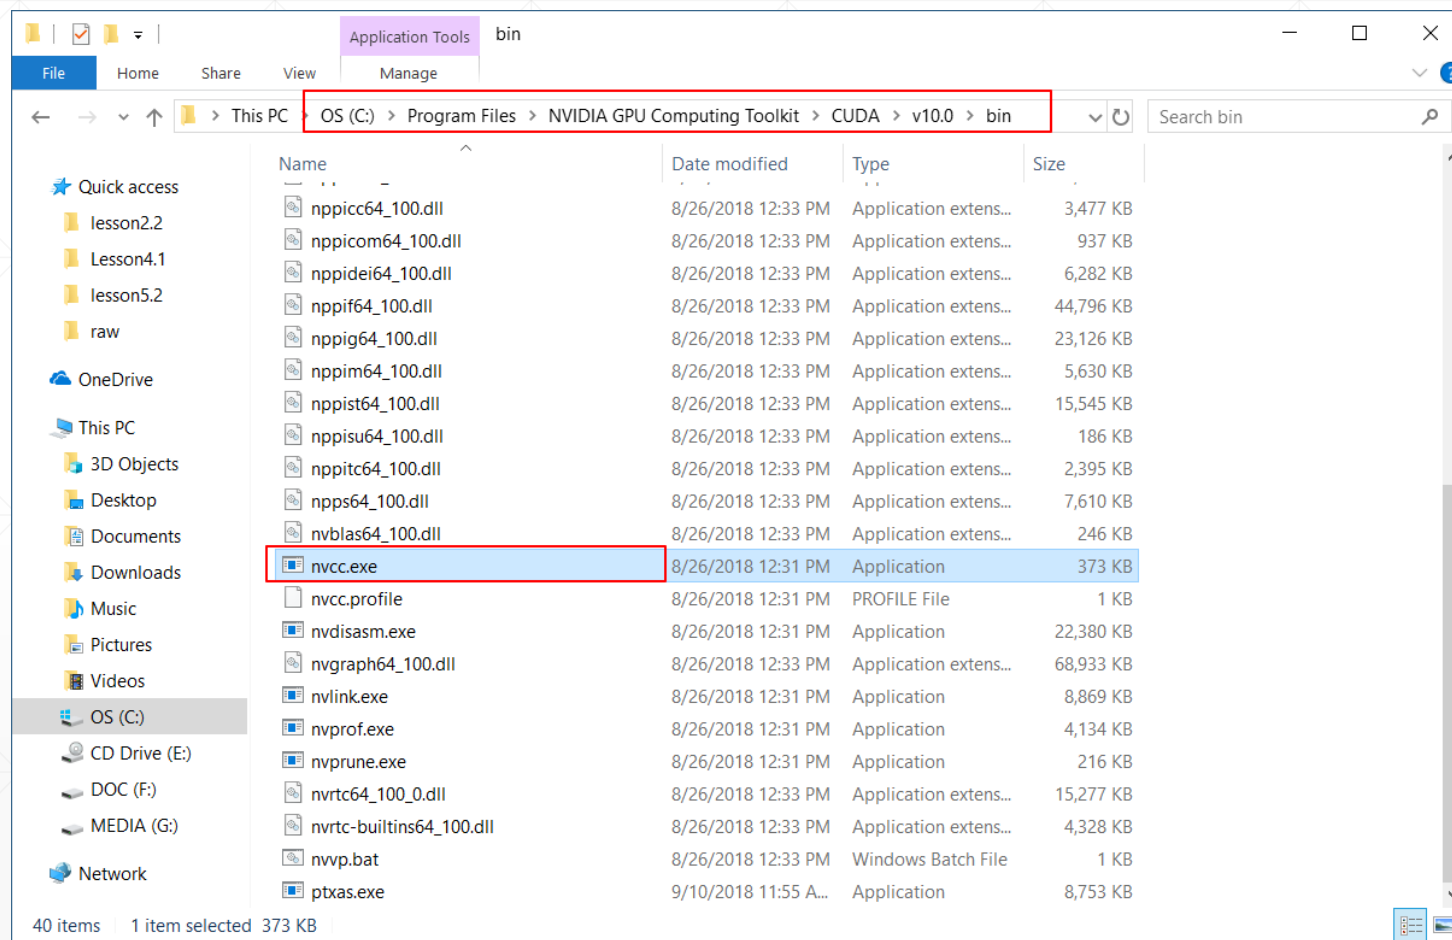 Application Tools bin
File Home Share View Manage
This PC > OS (C:) > Program Files > NVIDIA GPU Computing Toolkit > CUDA > v10.0 > bin Search bin
Name Date modified Type Size
Quick access
lesson2.2
Lesson4.1
lesson5.2
raw
OneDrive
This PC
3D Objects
Desktop
Documents
Downloads
Music
Pictures
Videos
OS (C:)
CD Drive (E:)
DOC (F:)
MEDIA (G:)
Network
nppicc64_100.dll 8/26/2018 12:33 PM Application extens... 3,477 KB
nppicom64_100.dll 8/26/2018 12:33 PM Application extens... 937 KB
nppidei64_100.dll 8/26/2018 12:33 PM Application extens... 6,282 KB
nppif64_100.dll 8/26/2018 12:33 PM Application extens... 44,796 KB
nppig64_100.dll 8/26/2018 12:33 PM Application extens... 23,126 KB
nppim64_100.dll 8/26/2018 12:33 PM Application extens... 5,630 KB
nppist64_100.dll 8/26/2018 12:33 PM Application extens... 15,545 KB
nppisu64_100.dll 8/26/2018 12:33 PM Application extens... 186 KB
nppitc64_100.dll 8/26/2018 12:33 PM Application extens... 2,395 KB
npps64_100.dll 8/26/2018 12:33 PM Application extens... 7,610 KB
nvblas64_100.dll 8/26/2018 12:33 PM Application extens... 246 KB
nvcc.exe 8/26/2018 12:31 PM Application 373 KB
nvcc.profile 8/26/2018 12:31 PM PROFILE File 1 KB
nvdisasm.exe 8/26/2018 12:31 PM Application 22,380 KB
nvgraph64_100.dll 8/26/2018 12:33 PM Application extens... 68,933 KB
nvlink.exe 8/26/2018 12:31 PM Application 8,869 KB
nvprof.exe 8/26/2018 12:31 PM Application 4,134 KB
nvprune.exe 8/26/2018 12:31 PM Application 216 KB
nvrtc64_100_0.dll 8/26/2018 12:33 PM Application extens... 15,277 KB
nvrtc-builtins64_100.dll 8/26/2018 12:33 PM Application extens... 4,328 KB
nvvp.bat 8/26/2018 12:33 PM Windows Batch File 1 KB
ptxas.exe 9/10/2018 11:55 A... Application 8,753 KB
40 items 1 item selected 373 KB